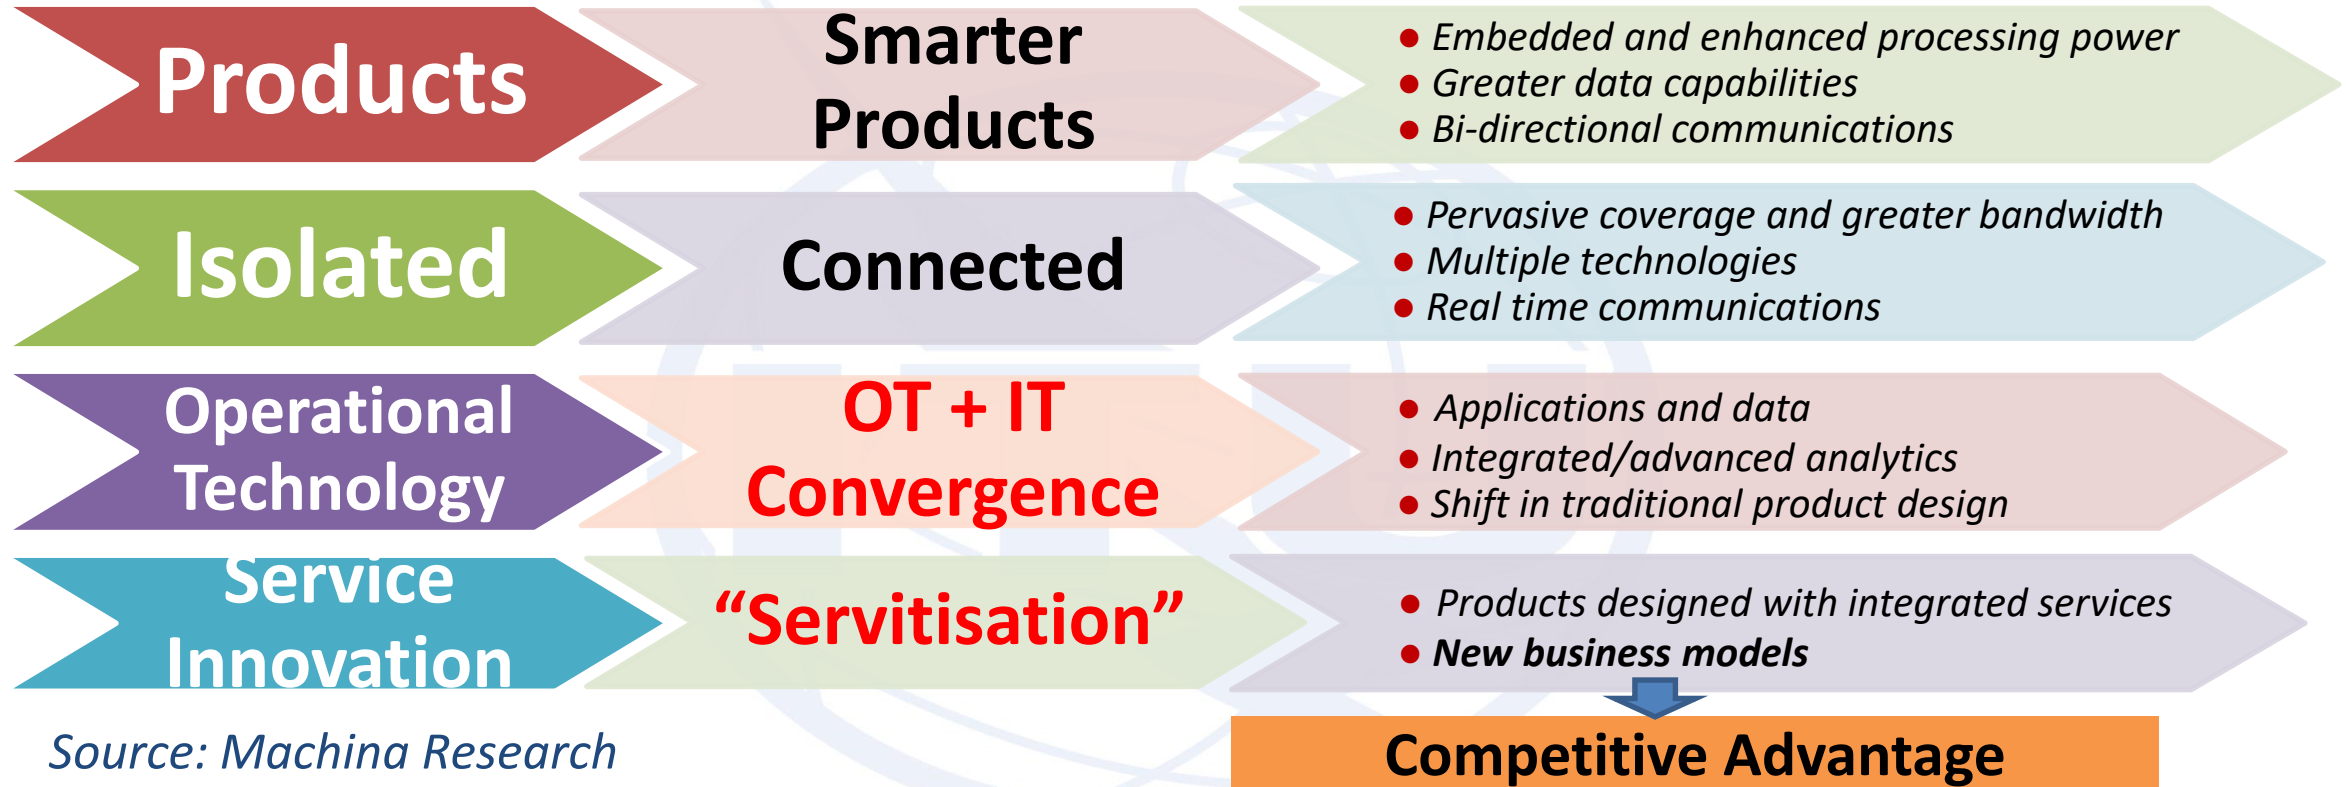 Products
Smarter
Products
● Embedded and enhanced processing power
● Greater data capabilities
● Bi-directional communications
Isolated
Connected
● Pervasive coverage and greater bandwidth
● Multiple technologies
● Real time communications
Operational
Technology
OT + IT
Convergence
● Applications and data
● Integrated/advanced analytics
● Shift in traditional product design
Service
Innovation
“Servitisation”
● Products designed with integrated services
● New business models
Source: Machina Research
Competitive Advantage